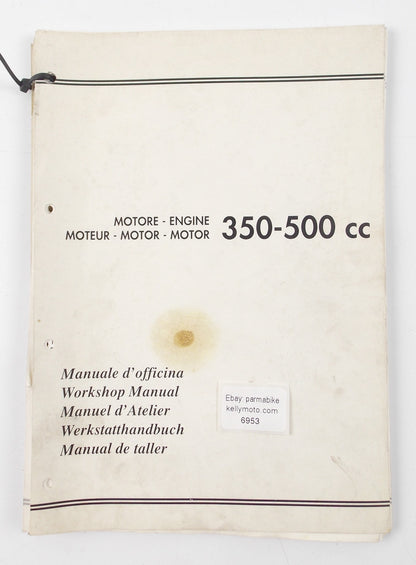 MOTORE - ENGINE
MOTEUR - MOTOR - MOTOR
350-500 cc
Manuale d'officina
Workshop Manual
Manuel d'Atelier
Werkstatthandbuch
Manual de taller
Ebay parmabike
kellymoto.com
6953